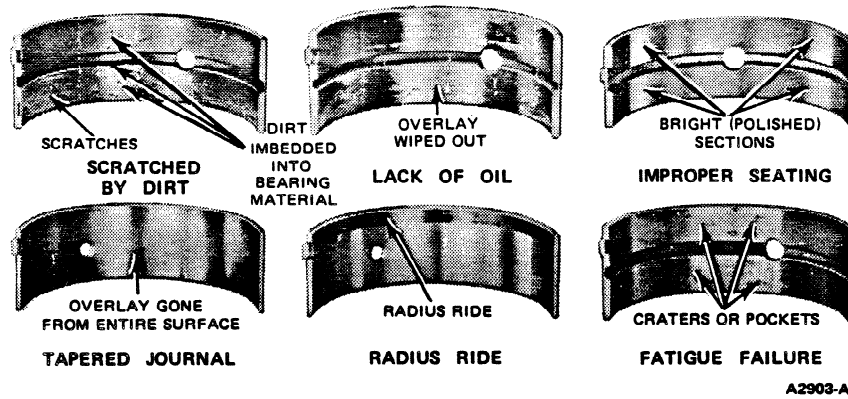 SCRATCHES
SCRATCHED
BY DIRT
DIRT
IMBEDDED
INTO
BEARING
MATERIAL
OVERLAY
WIPED OUT
LACK OF OIL
BRIGHT (POLISHED)
SECTIONS
IMPROPER SEATING
OVERLAY GONE
FROM ENTIRE SURFACE
TAPERED JOURNAL
RADIUS RIDE
RADIUS RIDE
CRATERS OR POCKETS
FATIGUE FAILURE
A2903-A